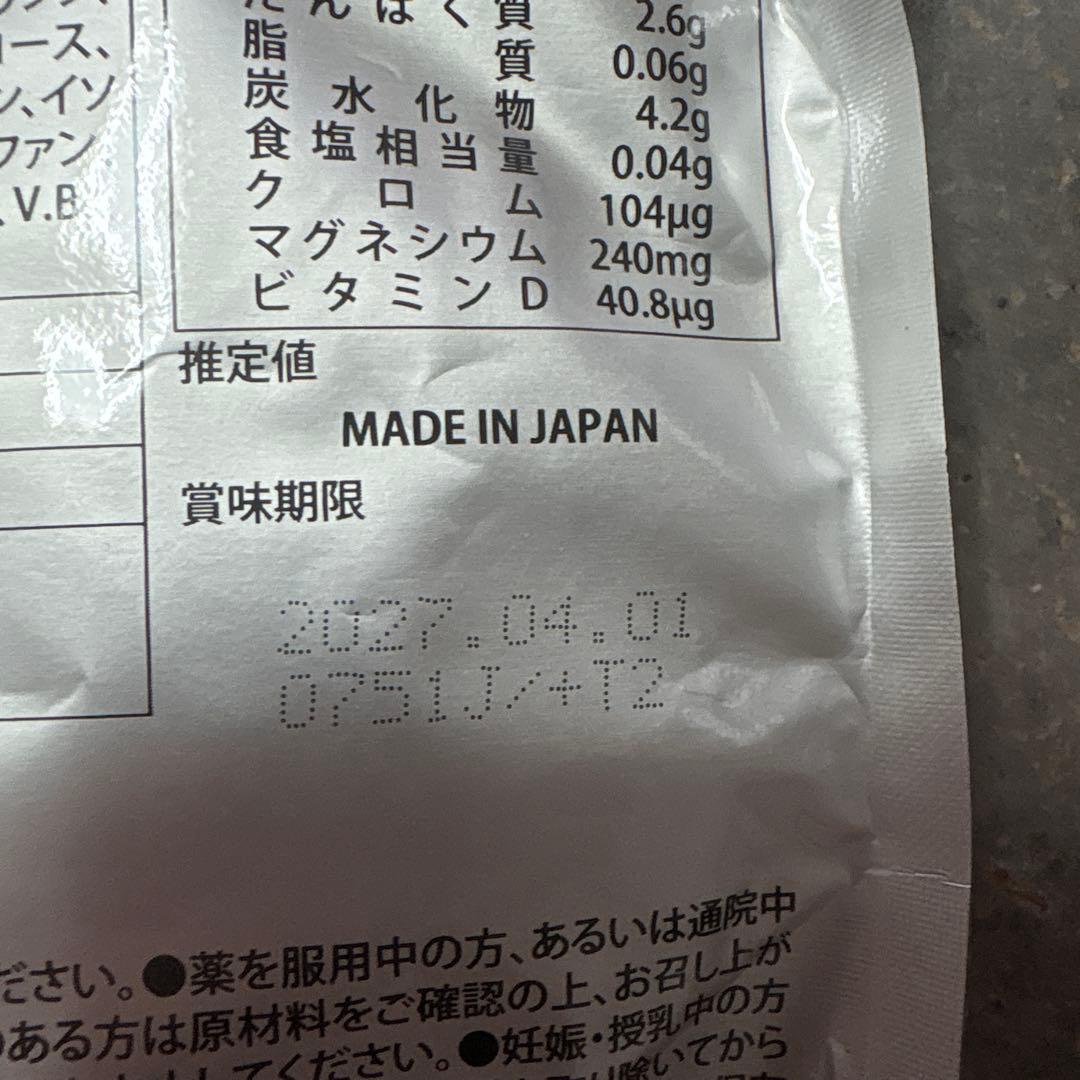 コース、
ン、イソ
ファン
、V.B
たんぱく質 2.6g
脂質 0.06g
炭水化物 4.2g
食塩相当量 0.04g
クロム 104μg
マグネシウム 240mg
ビタミンD 40.8μg
推定値
MADE IN JAPAN
賞味期限
2027.04.01
0751J/+T2
ださい。●薬を服用中の方、あるいは通院中
のある方は原材料をご確認の上、お召し上が
してください。●妊娠・授乳中の方
り除いてから